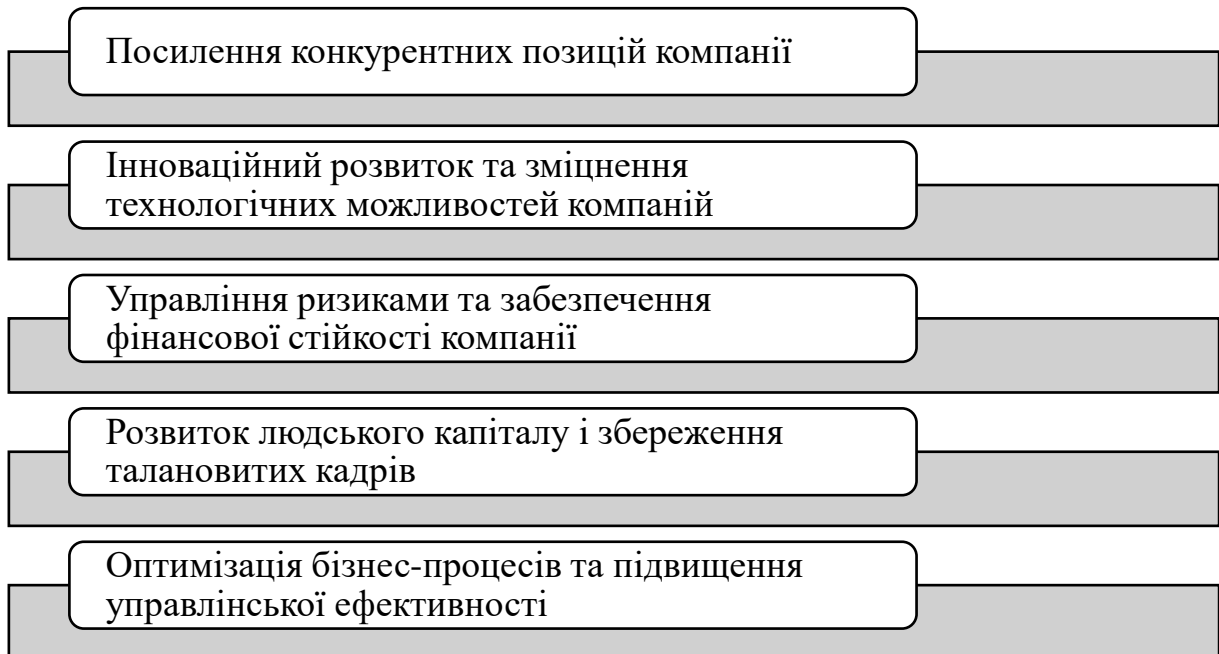 Посилення конкурентних позицій компанії
Інноваційний розвиток та зміцнення
технологічних можливостей компаній
Управління ризиками та забезпечення
фінансової стійкості компанії
Розвиток людського капіталу і збереження
талановитих кадрів
Оптимізація бізнес-процесів та підвищення
управлінської ефективності